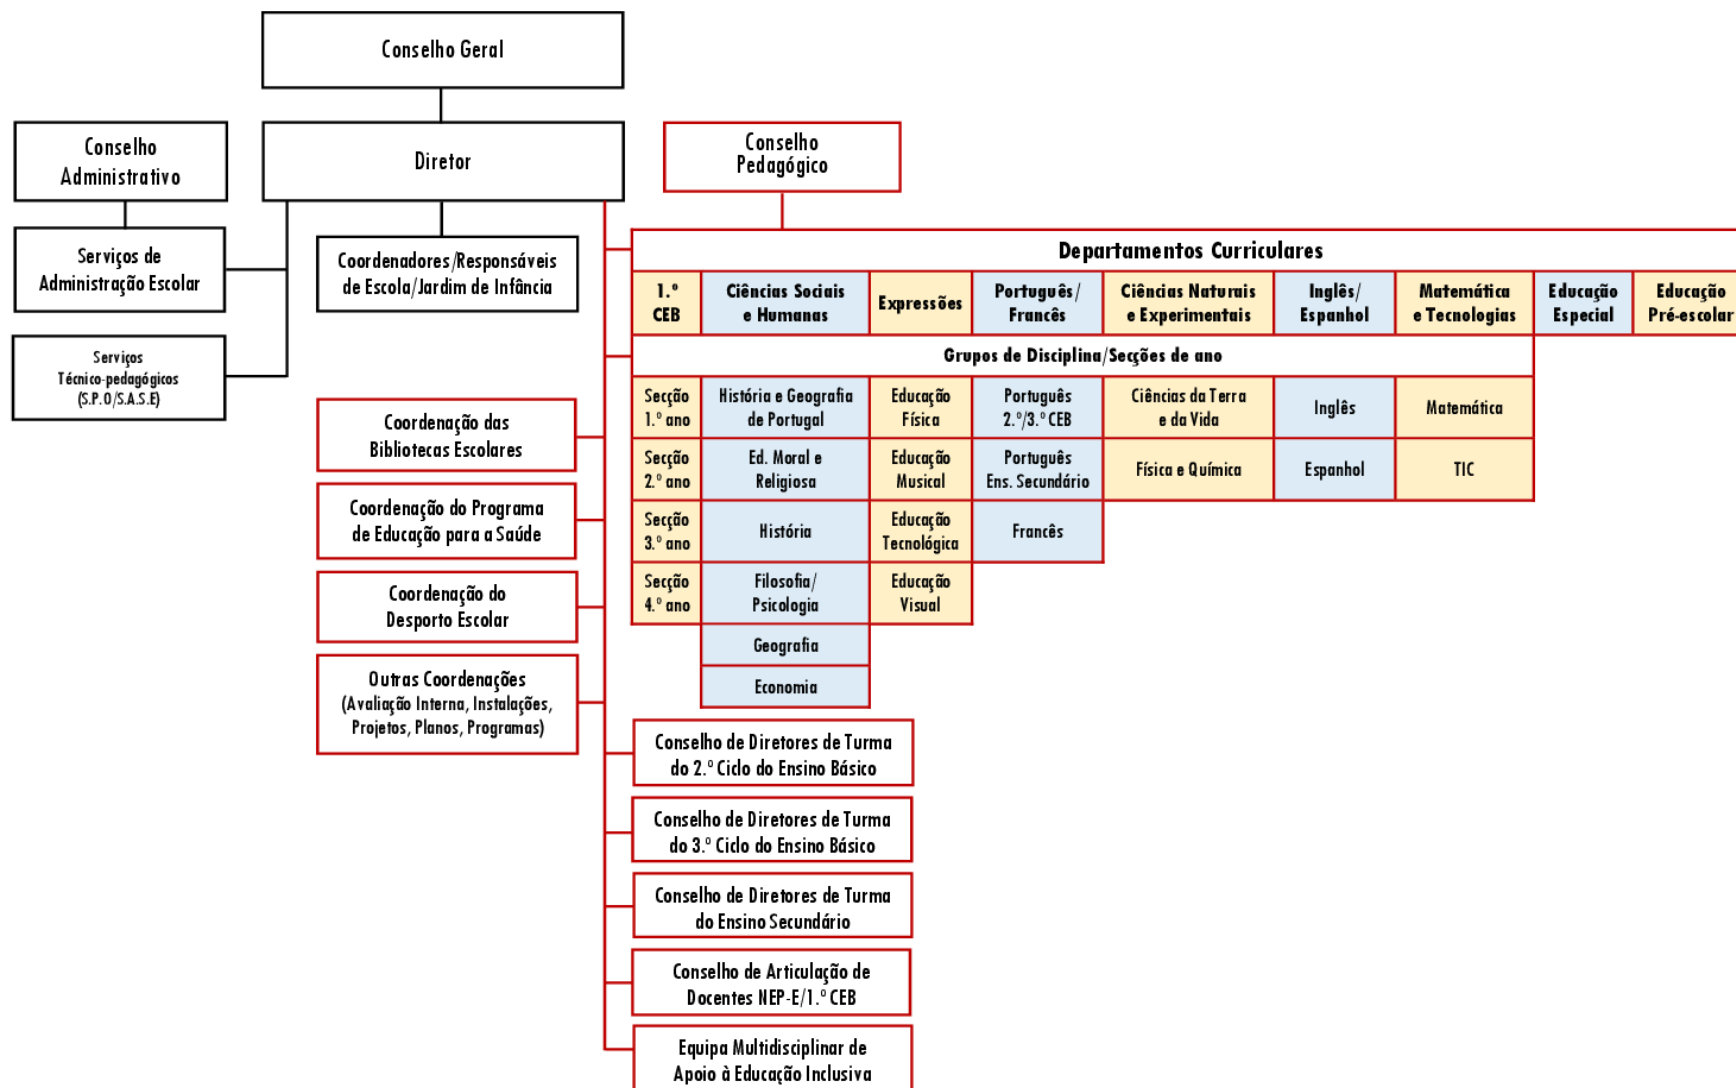 Conselho Geral
Conselho
Administrativo
Diretor
Conselho
Pedagógico
Serviços de
Administração Escolar
Coordenadores/Responsáveis
de Escola/Jardim de Infância
Serviços
Técnico-pedagógicos
(S.P.O/S.A.S.E)
Departamentos Curriculares
1.º
CEB
Ciências Sociais
e Humanas
Expressões
Português/
Francês
Ciências Naturais
e Experimentais
Inglês/
Espanhol
Matemática
e Tecnologias
Educação
Especial
Educação
Pré-escolar
Grupos de Disciplina/Secções de ano
Secção
1.º ano
História e Geografia
de Portugal
Educação
Física
Português
2.º/3.º CEB
Ciências da Terra
e da Vida
Inglês
Matemática
Secção
2.º ano
Ed. Moral e
Religiosa
Educação
Musical
Português
Ens. Secundário
Física e Química
Espanhol
TIC
Secção
3.º ano
História
Educação
Tecnológica
Francês
Secção
4.º ano
Filosofia/
Psicologia
Educação
Visual
Geografia
Economia
Coordenação das
Bibliotecas Escolares
Coordenação do Programa
de Educação para a Saúde
Coordenação do
Desporto Escolar
Outras Coordenações
(Avaliação Interna, Instalações,
Projetos, Planos, Programas)
Conselho de Diretores de Turma
do 2.º Ciclo do Ensino Básico
Conselho de Diretores de Turma
do 3.º Ciclo do Ensino Básico
Conselho de Diretores de Turma
do Ensino Secundário
Conselho de Articulação de
Docentes NEP-E/1.º CEB
Equipa Multidisciplinar de
Apoio à Educação Inclusiva